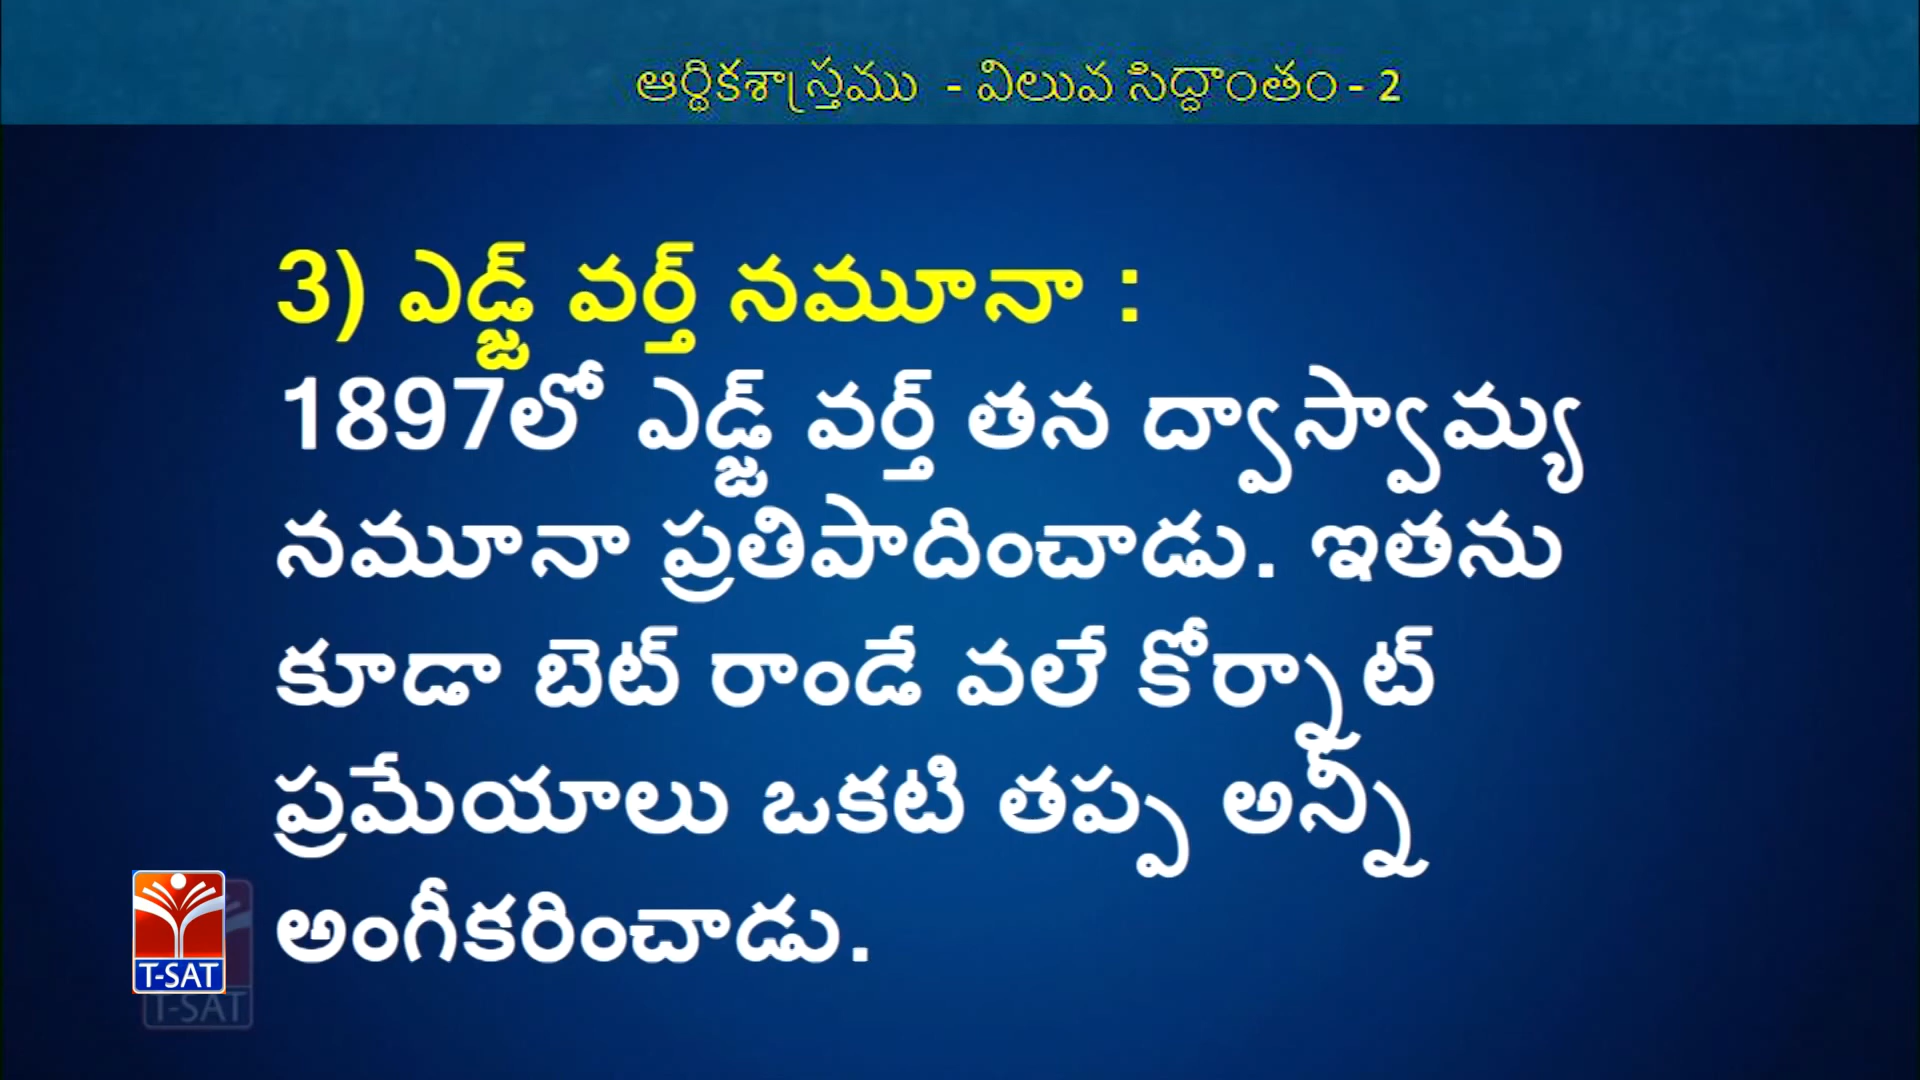 ఆర్థికశాస్త్రము - విలువ సిద్ధాంతం - 2
3) ఎడ్జ్ వర్త్ నమూనా :
1897లో ఎడ్జ్ వర్త్ తన ద్వాస్వామ్య
నమూనా ప్రతిపాదించాడు. ఇతను
కూడా బెట్ రాండే వలే కోర్నాట్
ప్రమేయాలు ఒకటి తప్ప అన్నీ
అంగీకరించాడు.
T-SAT
T-SAT